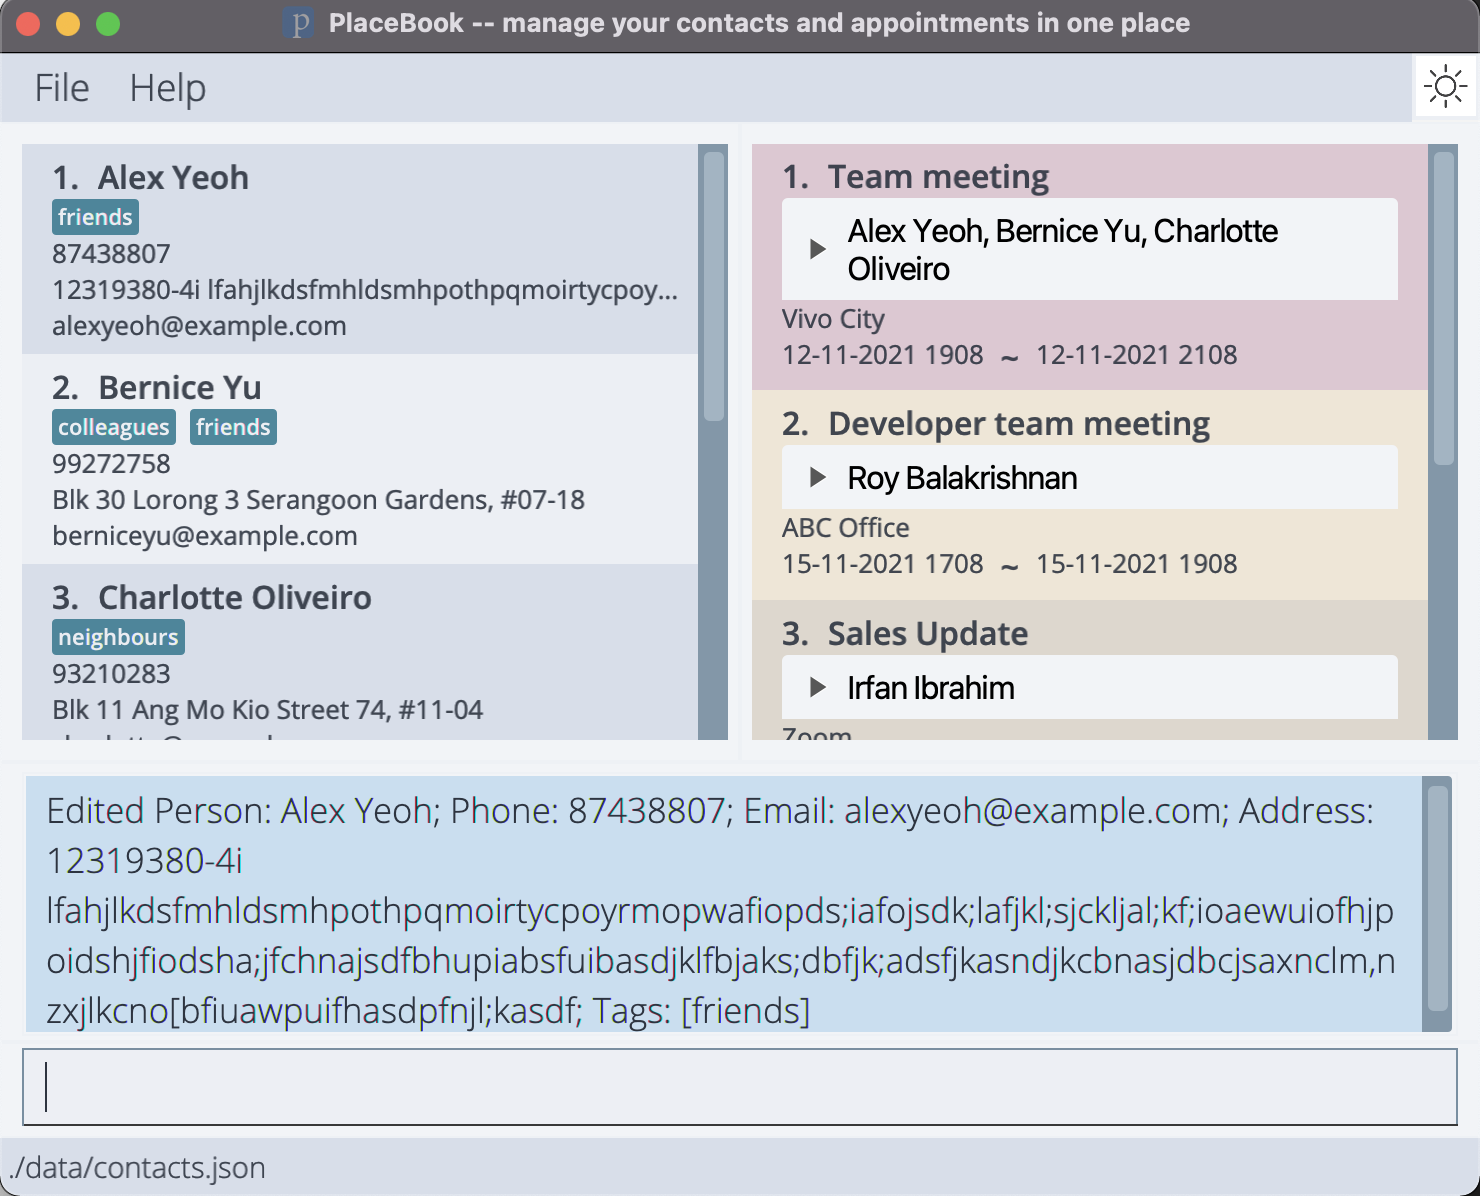 p PlaceBook -- manage your contacts and appointments in one place
File Help
1. Alex Yeoh
friends
87438807
12319380-4i lfahjlkdsfmhldsmhpothpqmoirtycpoy...
alexyeoh@example.com
2. Bernice Yu
colleagues friends
99272758
Blk 30 Lorong 3 Serangoon Gardens, #07-18
berniceyu@example.com
3. Charlotte Oliveiro
neighbours
93210283
Blk 11 Ang Mo Kio Street 74, #11-04
1. Team meeting
Alex Yeoh, Bernice Yu, Charlotte
Oliveiro
Vivo City
12-11-2021 1908 ~ 12-11-2021 2108
2. Developer team meeting
Roy Balakrishnan
ABC Office
15-11-2021 1708 ~ 15-11-2021 1908
3. Sales Update
Irfan Ibrahim
Zoom
Edited Person: Alex Yeoh; Phone: 87438807; Email: alexyeoh@example.com; Address:
12319380-4i
lfahjlkdsfmhldsmhpothpqmoirtycpoyrmopwafiopds;iafojsdk;lafjkl;sjckljal;kf;ioaewuiofhjp
oidshjfiodsha;jfchnajsdfbhupiabsfuibasdjklfbjaks;dbfjk;adsfjkasndjkcbnasjdbcjsaxnclm,n
zxjlkcno[bfiuawpuifhasdpfnjl;kasdf; Tags: [friends]
./data/contacts.json